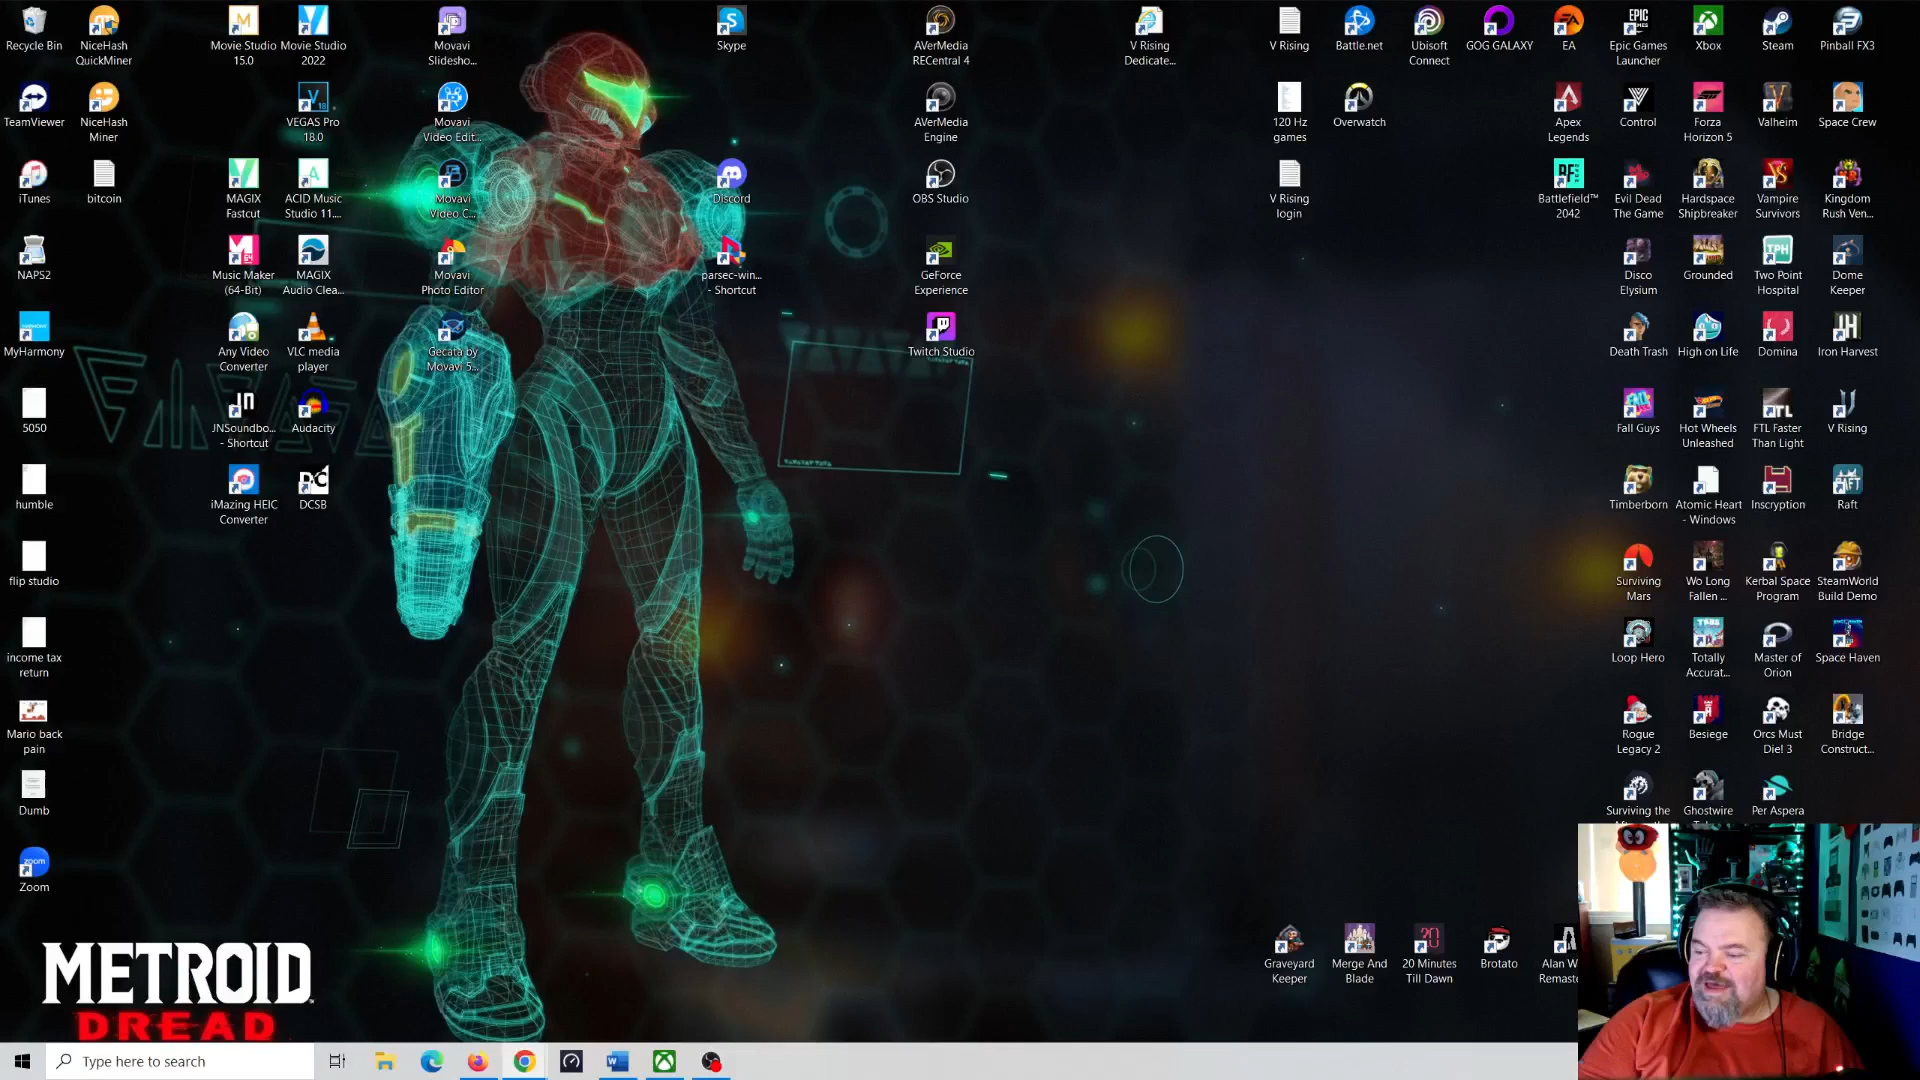 Recycle Bin
NiceHash
QuickMiner
Movie Studio
15.0
Movie Studio
2022
Movavi
Slidesho...
Skype
AVerMedia
RECentral 4
V Rising
Dedicate...
V Rising
Battle.net
Ubisoft
Connect
GOG GALAXY
EA
Epic Games
Launcher
Xbox
Steam
Pinball FX3
TeamViewer
NiceHash
Miner
VEGAS Pro
18.0
Movavi
Video Edit...
AVerMedia
Engine
120 Hz
games
Overwatch
Apex
Legends
Control
Forza
Horizon 5
Valheim
Space Crew
iTunes
bitcoin
MAGIX
Fastcut
ACID Music
Studio 11....
Movavi
Video C...
Discord
OBS Studio
V Rising
login
Battlefield™
2042
Evil Dead
The Game
Hardspace
Shipbreaker
Vampire
Survivors
Kingdom
Rush Ven...
NAPS2
Music Maker
(64-Bit)
MAGIX
Audio Clea...
Movavi
Photo Editor
parsec-win...
- Shortcut
GeForce
Experience
Disco
Elysium
Grounded
Two Point
Hospital
Dome
Keeper
MyHarmony
Any Video
Converter
VLC media
player
Gecata by
Movavi 5...
Twitch Studio
Death Trash
High on Life
Domina
Iron Harvest
5050
JNSoundbo...
- Shortcut
Audacity
Fall Guys
Hot Wheels
Unleashed
FTL Faster
Than Light
V Rising
humble
iMazing HEIC
Converter
DCSB
Timberborn
Atomic Heart
- Windows
Inscryption
Raft
flip studio
Surviving
Mars
Wo Long
Fallen ...
Kerbal Space
Program
SteamWorld
Build Demo
income tax
return
Loop Hero
Totally
Accurat...
Master of
Orion
Space Haven
Mario back
pain
Rogue
Legacy 2
Besiege
Orcs Must
Die! 3
Bridge
Construct...
Dumb
Surviving the
Ghostwire
Per Aspera
Zoom
Graveyard
Keeper
Merge And
Blade
20 Minutes
Till Dawn
Brotato
Alan W
Remaste
METROID
DREAD
Type here to search